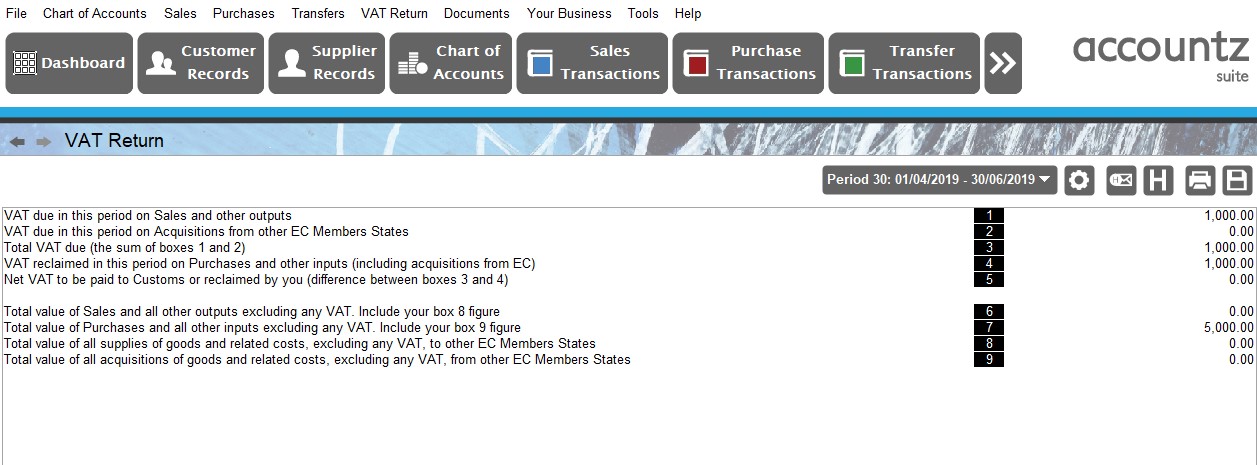 File Chart of Accounts Sales Purchases Transfers VAT Return Documents Your Business Tools Help
Dashboard
Customer Records
Supplier Records
Chart of Accounts
Sales Transactions
Purchase Transactions
Transfer Transactions
accountz
suite
VAT Return
Period 30: 01/04/2019 - 30/06/2019
H
VAT due in this period on Sales and other outputs 1 1,000.00
VAT due in this period on Acquisitions from other EC Members States 2 0.00
Total VAT due (the sum of boxes 1 and 2) 3 1,000.00
VAT reclaimed in this period on Purchases and other inputs (including acquisitions from EC) 4 1,000.00
Net VAT to be paid to Customs or reclaimed by you (difference between boxes 3 and 4) 5 0.00
Total value of Sales and all other outputs excluding any VAT. Include your box 8 figure 6 0.00
Total value of Purchases and all other inputs excluding any VAT. Include your box 9 figure 7 5,000.00
Total value of all supplies of goods and related costs, excluding any VAT, to other EC Members States 8 0.00
Total value of all acquisitions of goods and related costs, excluding any VAT, from other EC Members States 9 0.00